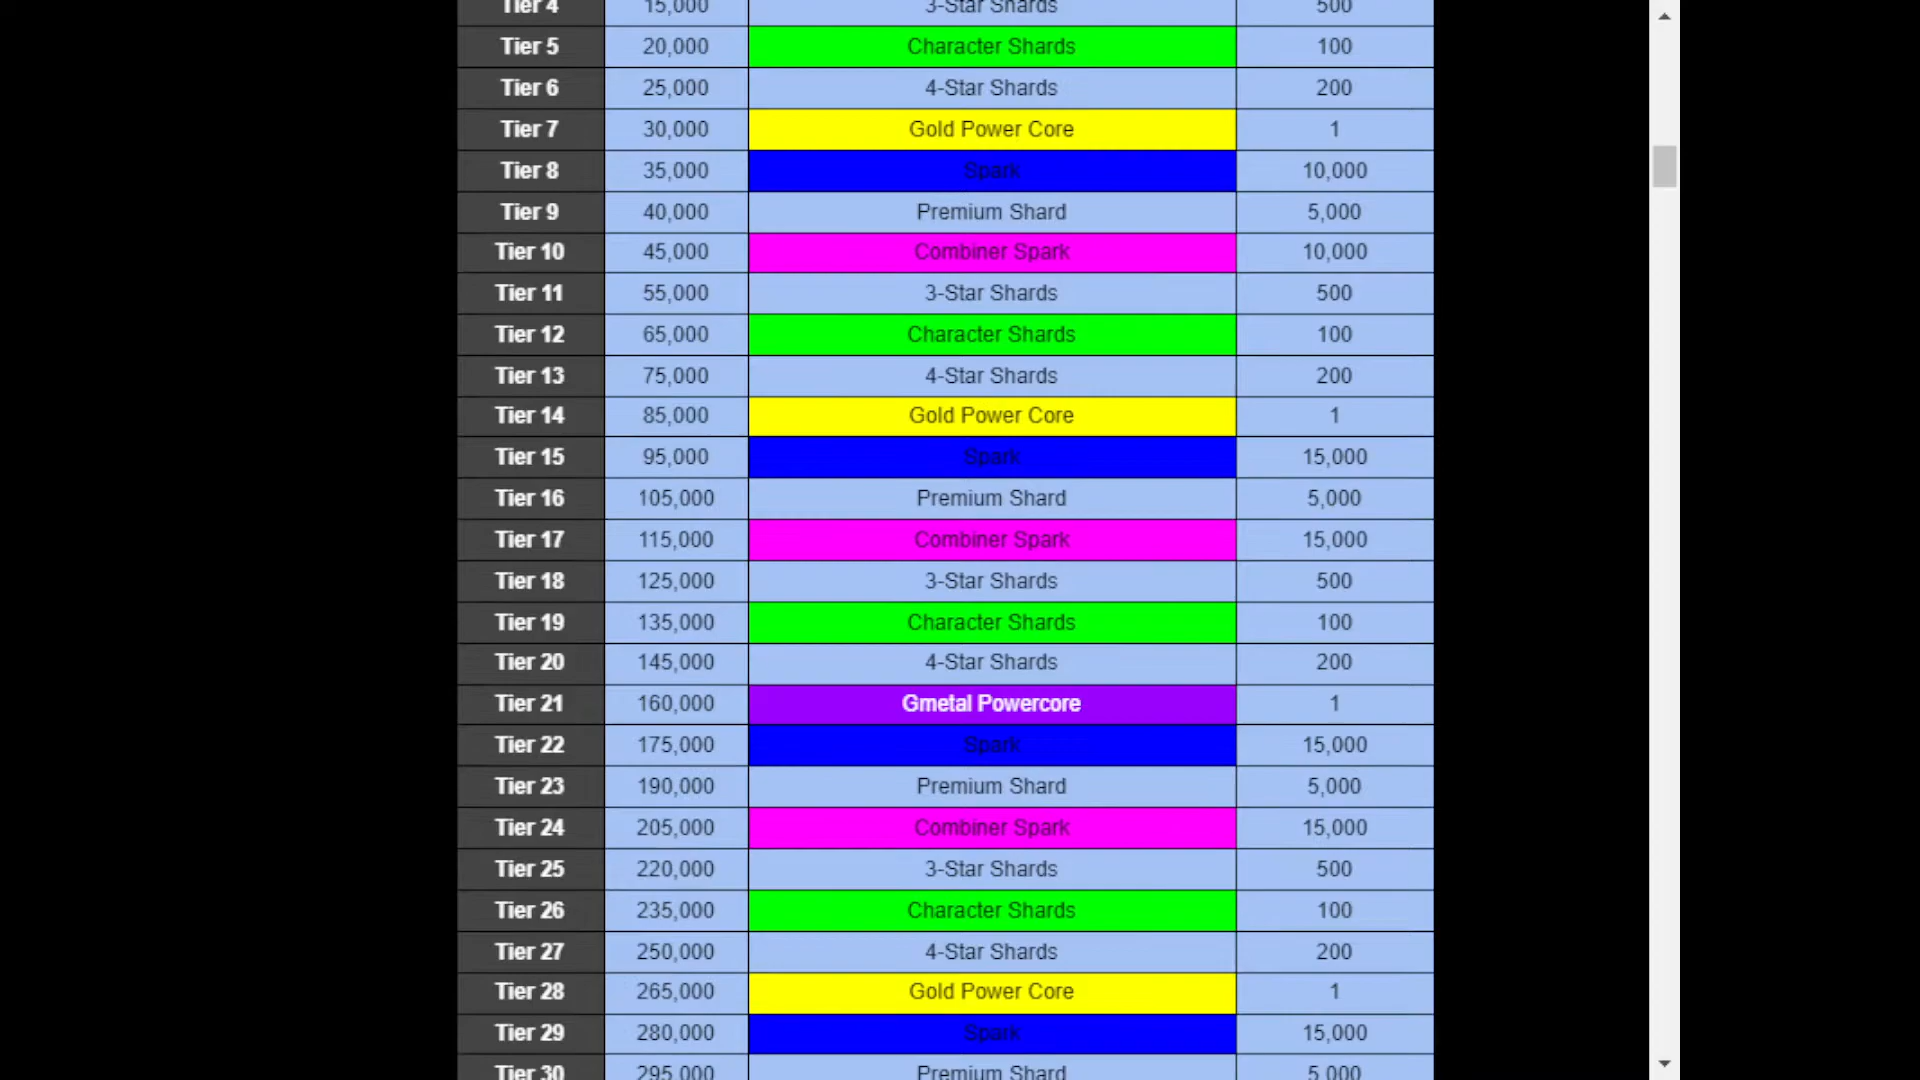 Tier 4 15,000 3-Star Shards 500
Tier 5 20,000 Character Shards 100
Tier 6 25,000 4-Star Shards 200
Tier 7 30,000 Gold Power Core 1
Tier 8 35,000 Spark 10,000
Tier 9 40,000 Premium Shard 5,000
Tier 10 45,000 Combiner Spark 10,000
Tier 11 55,000 3-Star Shards 500
Tier 12 65,000 Character Shards 100
Tier 13 75,000 4-Star Shards 200
Tier 14 85,000 Gold Power Core 1
Tier 15 95,000 Spark 15,000
Tier 16 105,000 Premium Shard 5,000
Tier 17 115,000 Combiner Spark 15,000
Tier 18 125,000 3-Star Shards 500
Tier 19 135,000 Character Shards 100
Tier 20 145,000 4-Star Shards 200
Tier 21 160,000 Gmetal Powercore 1
Tier 22 175,000 Spark 15,000
Tier 23 190,000 Premium Shard 5,000
Tier 24 205,000 Combiner Spark 15,000
Tier 25 220,000 3-Star Shards 500
Tier 26 235,000 Character Shards 100
Tier 27 250,000 4-Star Shards 200
Tier 28 265,000 Gold Power Core 1
Tier 29 280,000 Spark 15,000
Tier 30 295,000 Premium Shard 5,000